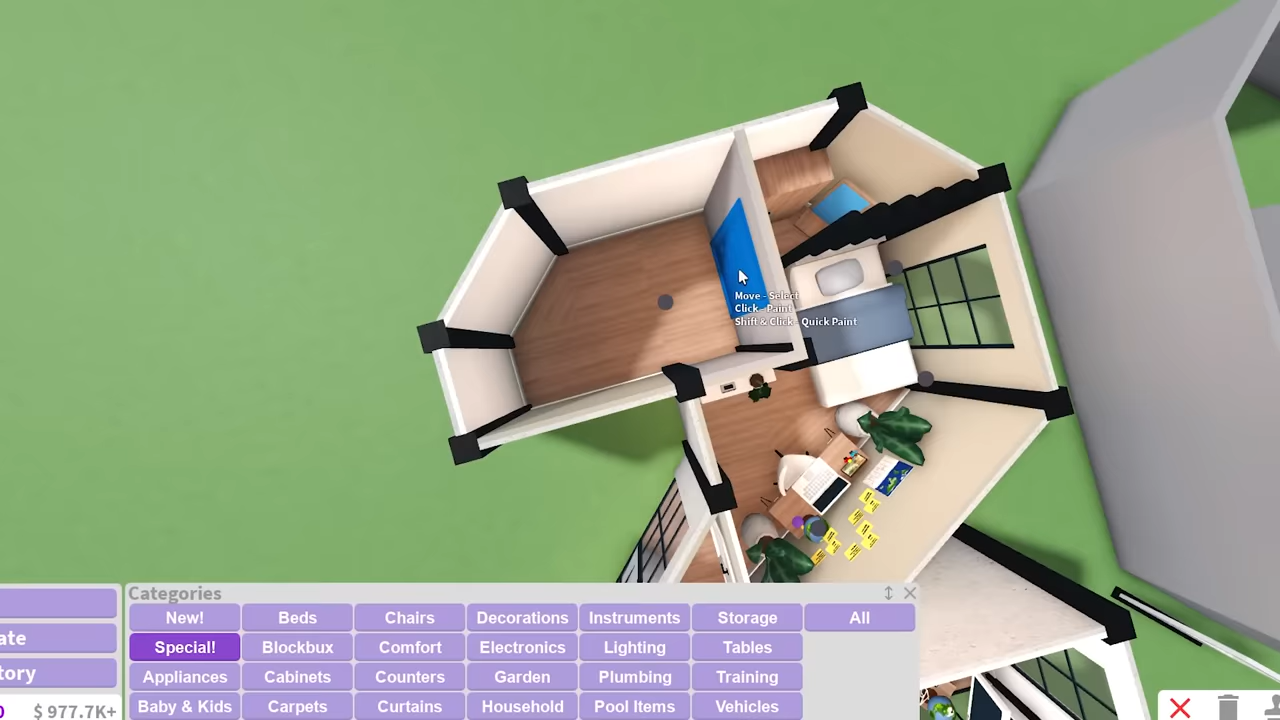 Move - Select
Click - Paint
Shift & Click - Quick Paint
Categories
New! Beds Chairs Decorations Instruments Storage All
ate Special! Blockbux Comfort Electronics Lighting Tables
tory Appliances Cabinets Counters Garden Plumbing Training
0 $ 977.7K+ Baby & Kids Carpets Curtains Household Pool Items Vehicles